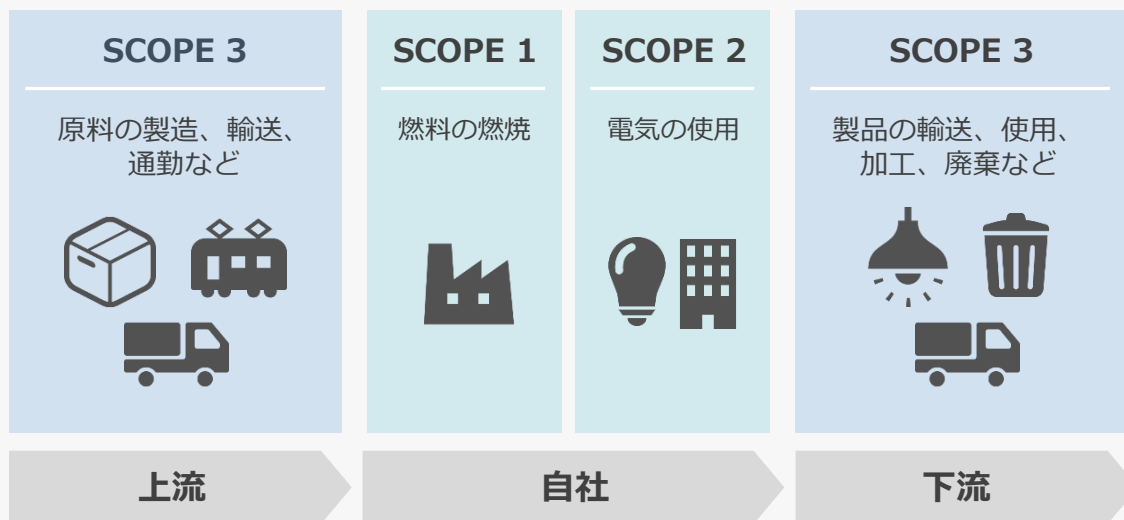 SCOPE 3
原料の製造、輸送、
通勤など
SCOPE 1
燃料の燃焼
SCOPE 2
電気の使用
SCOPE 3
製品の輸送、使用、
加工、廃棄など
上流
自社
下流